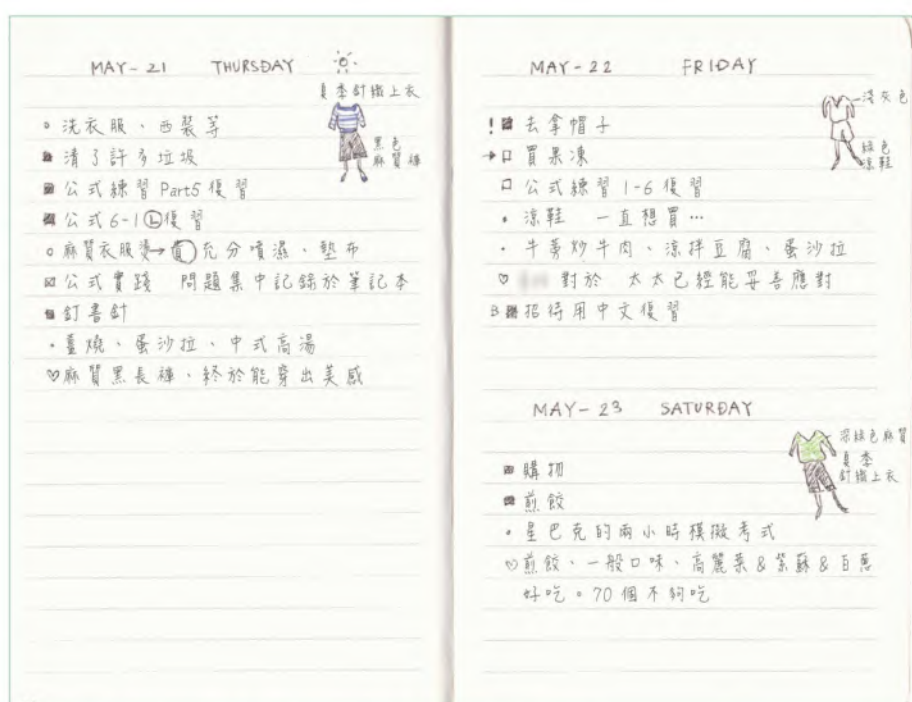 MAY-21 THURSDAY
夏季針織上衣
黑色
麻質褲
洗衣服、西裝等
清了許多垃圾
公式練習 Part5 復習
公式 6-1 Ⓛ 復習
麻質衣服燙→ 充分噴濕、墊布
公式實踐 問題集中記錄於筆記本
釘書針
・薑燒、蛋沙拉、中式高湯
♡麻質黑長褲、終於能穿出美感
MAY-22 FRIDAY
淺灰色
綠色
涼鞋
! 去拿帽子
→□ 買果凍
□ 公式練習 1-6 復習
・涼鞋 一直想買…
・牛蒡炒牛肉、涼拌豆腐、蛋沙拉
♡ 對於 太太已經能妥善應對
B 招待用中文復習
MAY-23 SATURDAY
深綠色麻質
夏季
針織上衣
購物
煎餃
・星巴克的兩小時模擬考式
♡煎餃、一般口味、高麗菜&紫蘇&白蔥
好吃。70個不夠吃